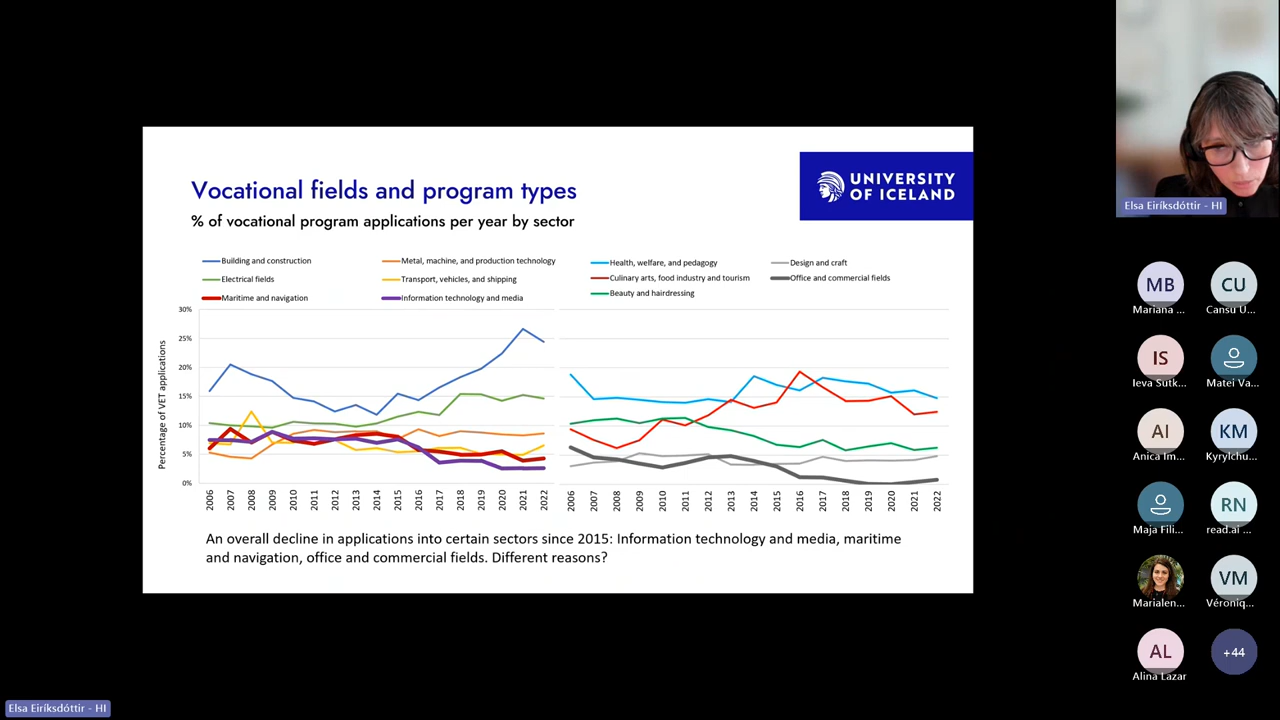 Vocational fields and program types
% of vocational program applications per year by sector
UNIVERSITY
OF ICELAND
Building and construction
Metal, machine, and production technology
Electrical fields
Transport, vehicles, and shipping
Maritime and navigation
Information technology and media
Health, welfare, and pedagogy
Design and craft
Culinary arts, food industry and tourism
Office and commercial fields
Beauty and hairdressing
Percentage of VET applications
30%
25%
20%
15%
10%
5%
0%
2006 2007 2008 2009 2010 2011 2012 2013 2014 2015 2016 2017 2018 2019 2020 2021 2022
2006 2007 2008 2009 2010 2011 2012 2013 2014 2015 2016 2017 2018 2019 2020 2021 2022
An overall decline in applications into certain sectors since 2015: Information technology and media, maritime
and navigation, office and commercial fields. Different reasons?
Elsa Eiríksdóttir - HI
MB CU
Mariana ... Cansu U...
IS
Ieva Sutk... Matei Va...
AI KM
Anica Im... Kyrylchu...
RN
Maja Fili... read.ai ...
VM
Marialen... Véroniq...
AL +44
Alina Lazar
Elsa Eiríksdóttir - HI